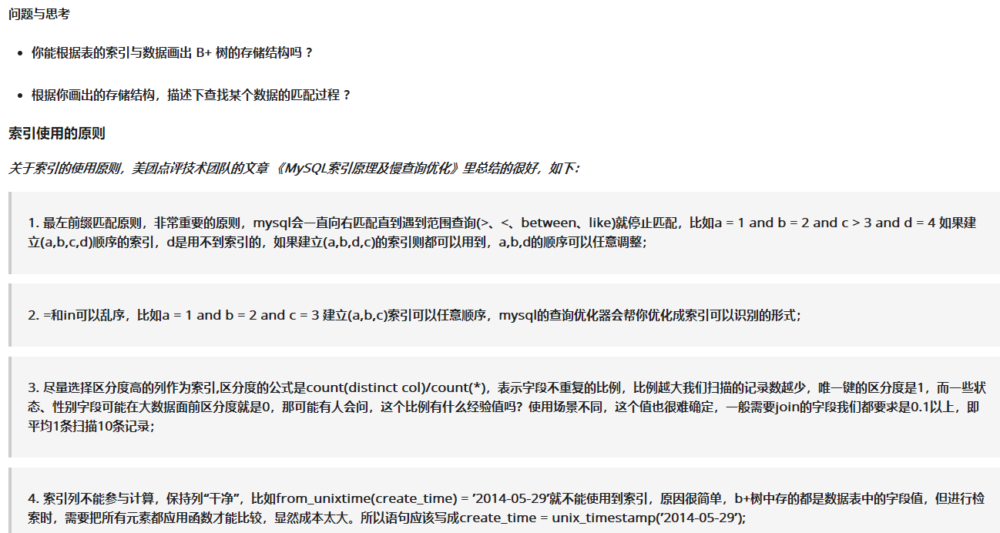 问题与思考
你能根据表的索引与数据画出 B+ 树的存储结构吗 ？
根据你画出的存储结构，描述下查找某个数据的匹配过程 ？
索引使用的原则
关于索引的使用原则，美团点评技术团队的文章 《MySQL索引原理及慢查询优化》里总结的很好，如下：
1. 最左前缀匹配原则，非常重要的原则，mysql会一直向右匹配直到遇到范围查询(>、<、between、like)就停止匹配，比如a = 1 and b = 2 and c > 3 and d = 4 如果建
立(a,b,c,d)顺序的索引，d是用不到索引的，如果建立(a,b,d,c)的索引则都可以用到，a,b,d的顺序可以任意调整；
2. =和in可以乱序，比如a = 1 and b = 2 and c = 3 建立(a,b,c)索引可以任意顺序，mysql的查询优化器会帮你优化成索引可以识别的形式；
3. 尽量选择区分度高的列作为索引,区分度的公式是count(distinct col)/count(*)，表示字段不重复的比例，比例越大我们扫描的记录数越少，唯一键的区分度是1，而一些状
态、性别字段可能在大数据面前区分度就是0，那可能有人会问，这个比例有什么经验值吗？使用场景不同，这个值也很难确定，一般需要join的字段我们都要求是0.1以上，即
平均1条扫描10条记录；
4. 索引列不能参与计算，保持列“干净”，比如from_unixtime(create_time) = ’2014-05-29’就不能使用到索引，原因很简单，b+树中存的都是数据表中的字段值，但进行检
索时，需要把所有元素都应用函数才能比较，显然成本太大。所以语句应该写成create_time = unix_timestamp(’2014-05-29’);